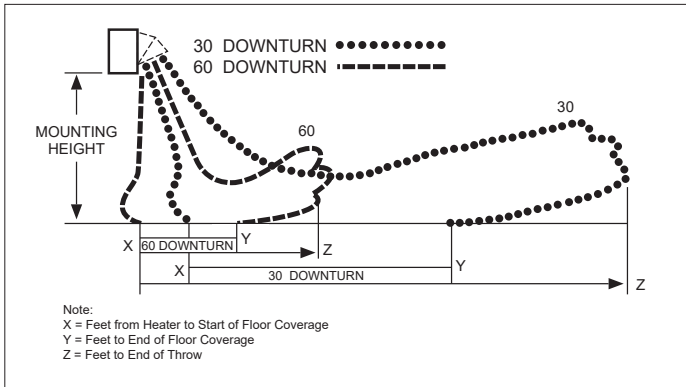 30 DOWNTURN
60 DOWNTURN
MOUNTING
HEIGHT
60
30
X 60 DOWNTURN Y Z
X 30 DOWNTURN Y Z
Note:
X = Feet from Heater to Start of Floor Coverage
Y = Feet to End of Floor Coverage
Z = Feet to End of Throw